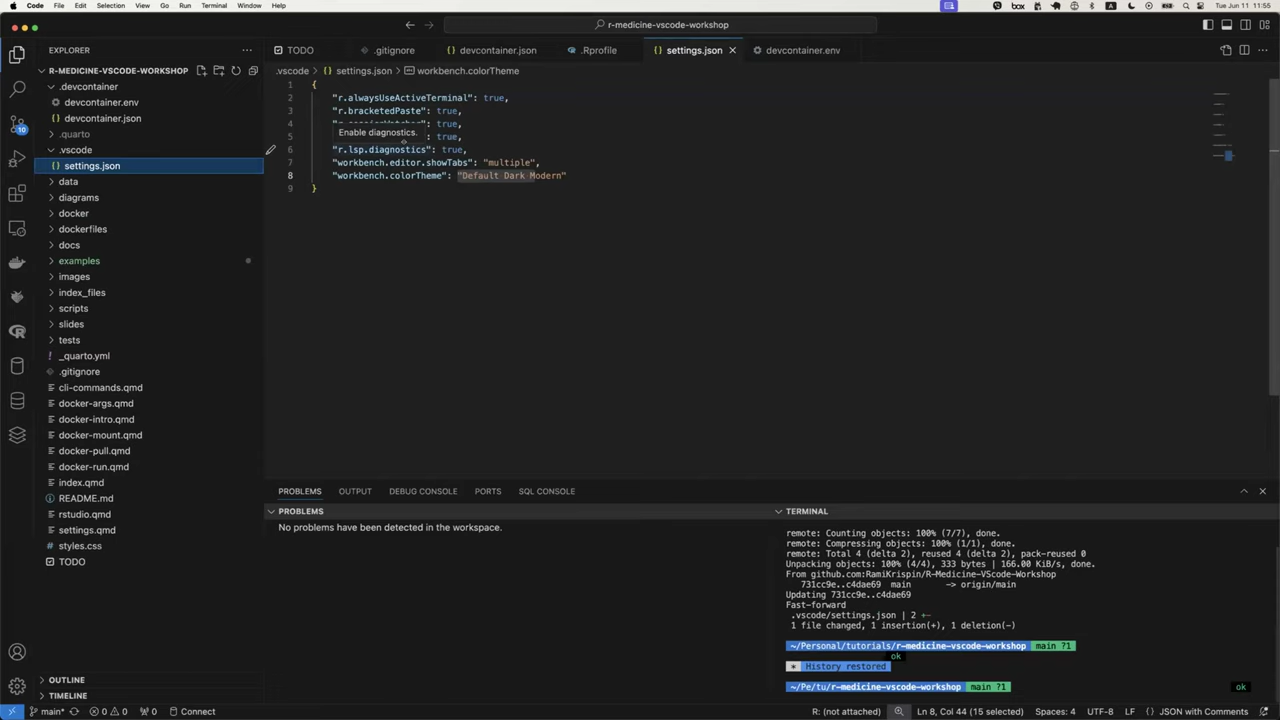 Code File Edit Selection View Go Run Terminal Window Help
box A Tue Jun 11 11:55
r-medicine-vscode-workshop
EXPLORER
R-MEDICINE-VSCODE-WORKSHOP
.devcontainer
devcontainer.env
devcontainer.json
.quarto
.vscode
settings.json
data
diagrams
docker
dockerfiles
docs
examples
images
index_files
scripts
slides
tests
_quarto.yml
.gitignore
cli-commands.qmd
docker-args.qmd
docker-intro.qmd
docker-mount.qmd
docker-pull.qmd
docker-run.qmd
index.qmd
README.md
rstudio.qmd
settings.qmd
styles.css
TODO
OUTLINE
TIMELINE
10
TODO .gitignore devcontainer.json .Rprofile settings.json devcontainer.env
.vscode > settings.json > workbench.colorTheme
1 {
2 "r.alwaysUseActiveTerminal": true,
3 "r.bracketedPaste": true,
4 : true,
5 Enable diagnostics. : true,
6 "r.lsp.diagnostics": true,
7 "workbench.editor.showTabs": "multiple",
8 "workbench.colorTheme": "Default Dark Modern"
9 }
PROBLEMS OUTPUT DEBUG CONSOLE PORTS SQL CONSOLE
PROBLEMS
No problems have been detected in the workspace.
TERMINAL
remote: Counting objects: 100% (7/7), done.
remote: Compressing objects: 100% (1/1), done.
remote: Total 4 (delta 2), reused 4 (delta 2), pack-reused 0
Unpacking objects: 100% (4/4), 333 bytes | 166.00 KiB/s, done.
From github.com:RamiKrispin/R-Medicine-VScode-Workshop
731cc9e..c4dae69 main -> origin/main
Updating 731cc9e..c4dae69
Fast-forward
.vscode/settings.json | 2 +-
1 file changed, 1 insertion(+), 1 deletion(-)
~/Personal/tutorials/r-medicine-vscode-workshop main ?1
ok
* History restored
~/Pe/tu/r-medicine-vscode-workshop main ?1 ok
main* 0 0 0 Connect R: (not attached) Ln 8, Col 44 (15 selected) Spaces: 4 UTF-8 LF {} JSON with Comments